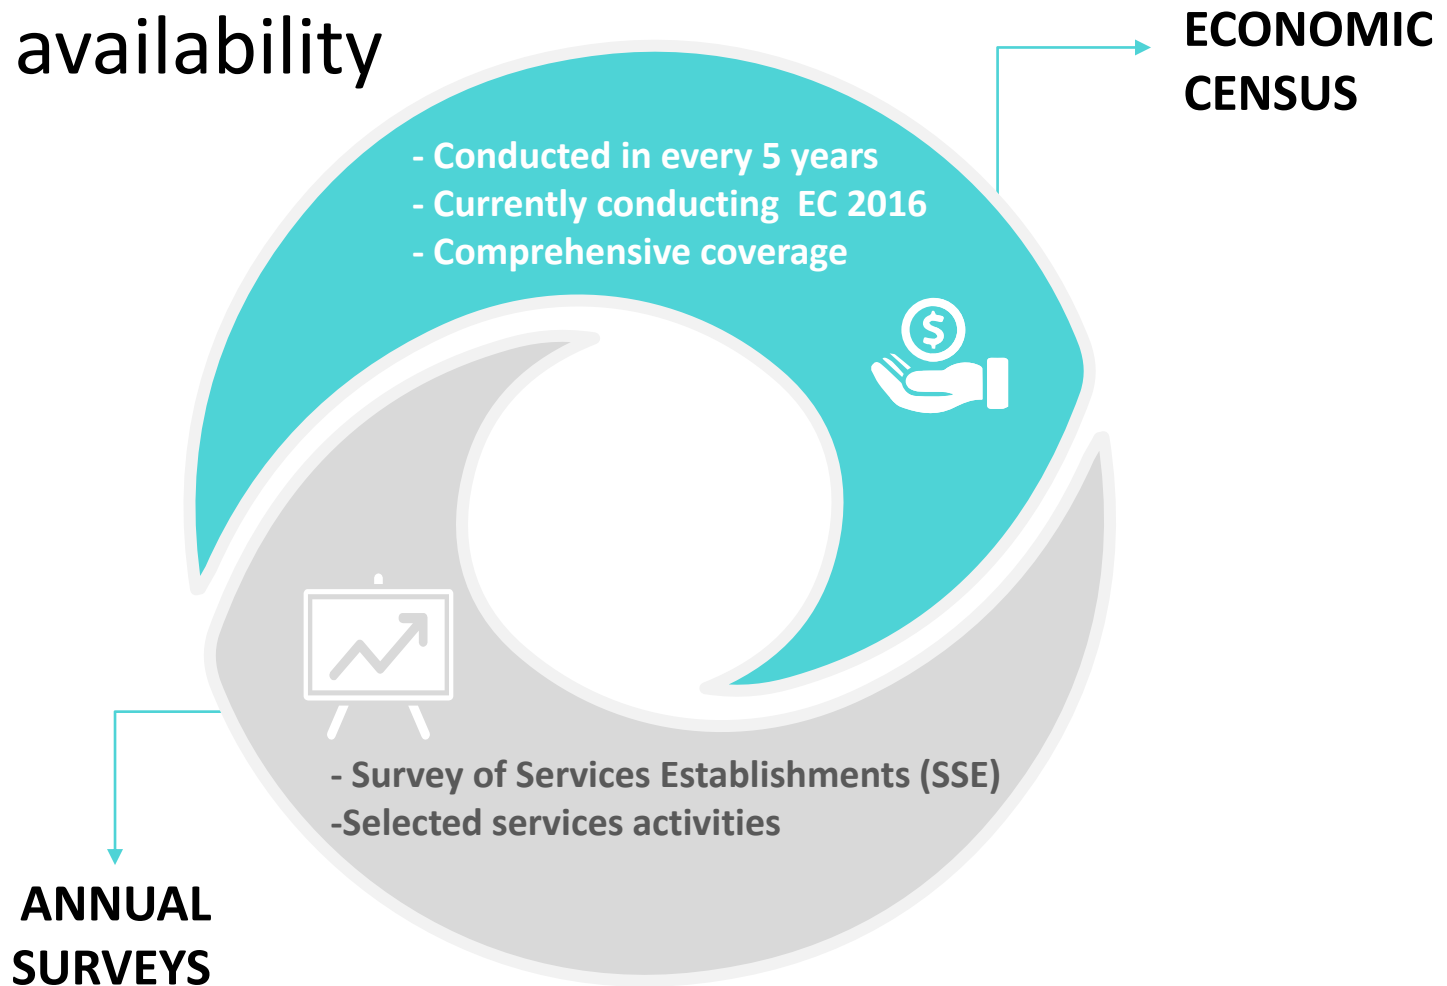 availability
ECONOMIC
CENSUS
- Conducted in every 5 years
- Currently conducting  EC 2016
- Comprehensive coverage
$
- Survey of Services Establishments (SSE)
-Selected services activities
ANNUAL
SURVEYS